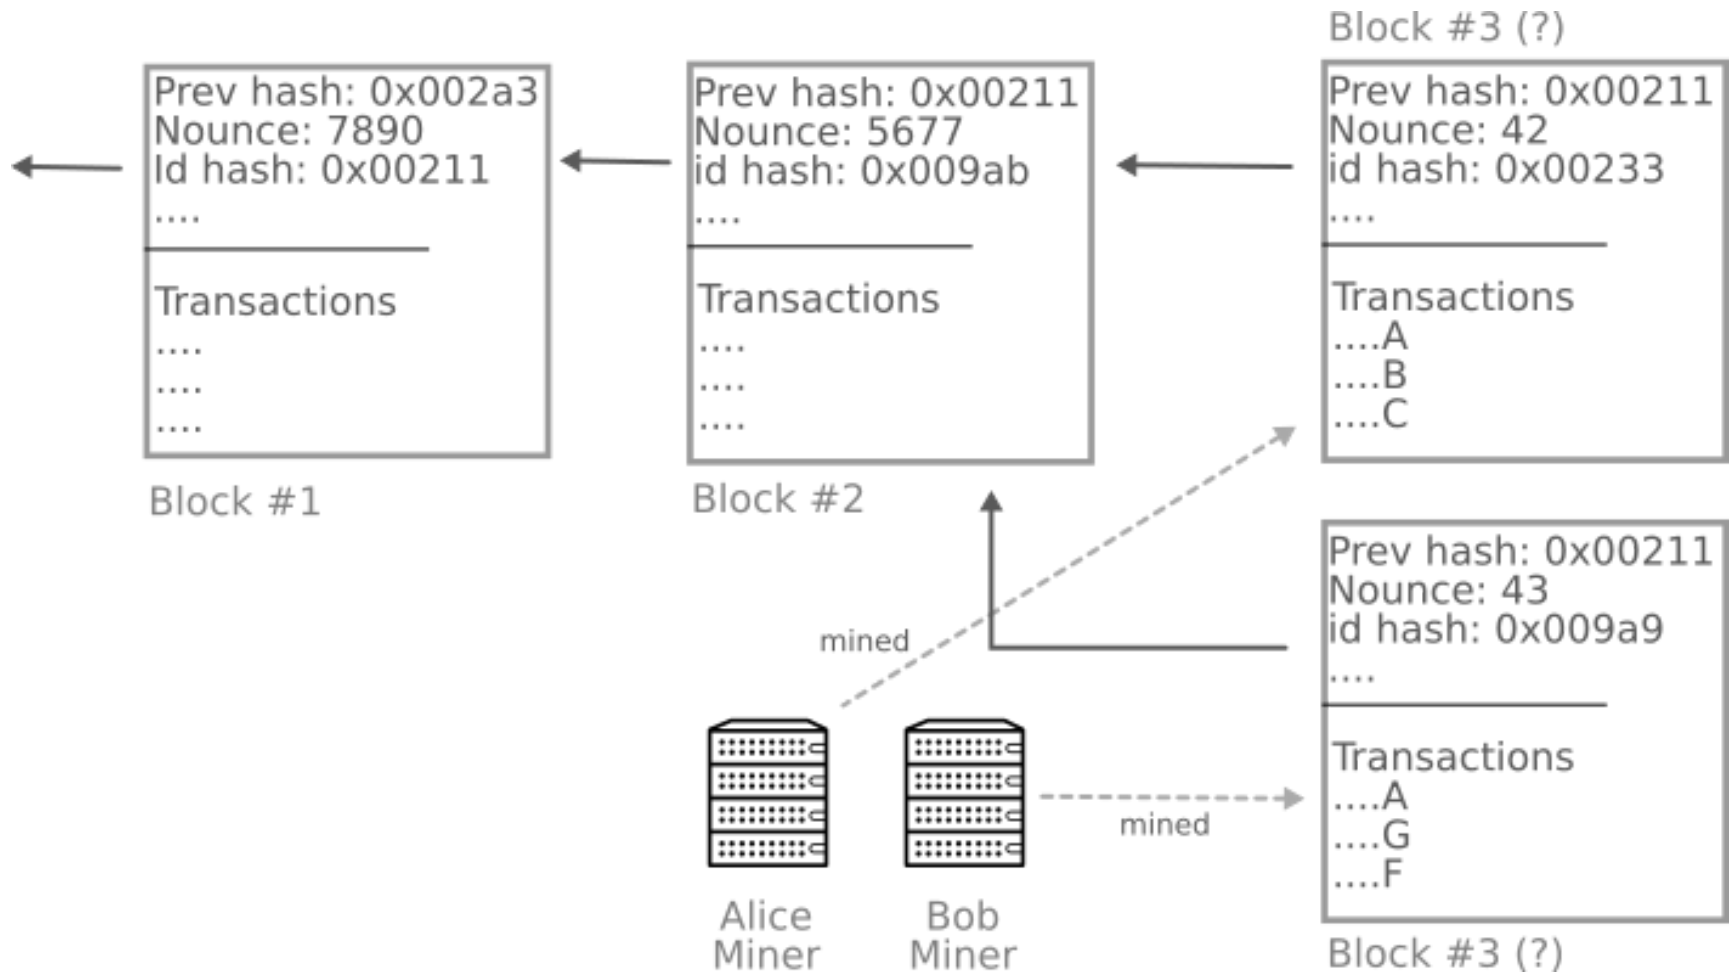 Block #3 (?)
Prev hash: 0x002a3
Nounce: 7890
Id hash: 0x00211
....
Transactions
....
....
....
Block #1
Prev hash: 0x00211
Nounce: 5677
id hash: 0x009ab
....
Transactions
....
....
....
Block #2
Prev hash: 0x00211
Nounce: 42
id hash: 0x00233
....
Transactions
....A
....B
....C
Prev hash: 0x00211
Nounce: 43
id hash: 0x009a9
....
Transactions
....A
....G
....F
Block #3 (?)
mined
mined
Alice
Miner
Bob
Miner